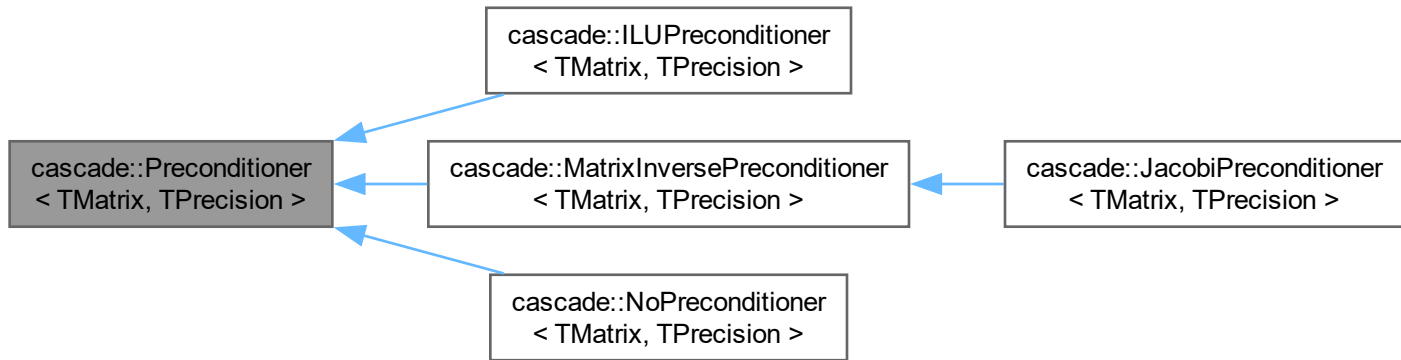 cascade::ILUPreconditioner
< TMatrix, TPrecision >
cascade::Preconditioner
< TMatrix, TPrecision >
cascade::MatrixInversePreconditioner
< TMatrix, TPrecision >
cascade::JacobiPreconditioner
< TMatrix, TPrecision >
cascade::NoPreconditioner
< TMatrix, TPrecision >